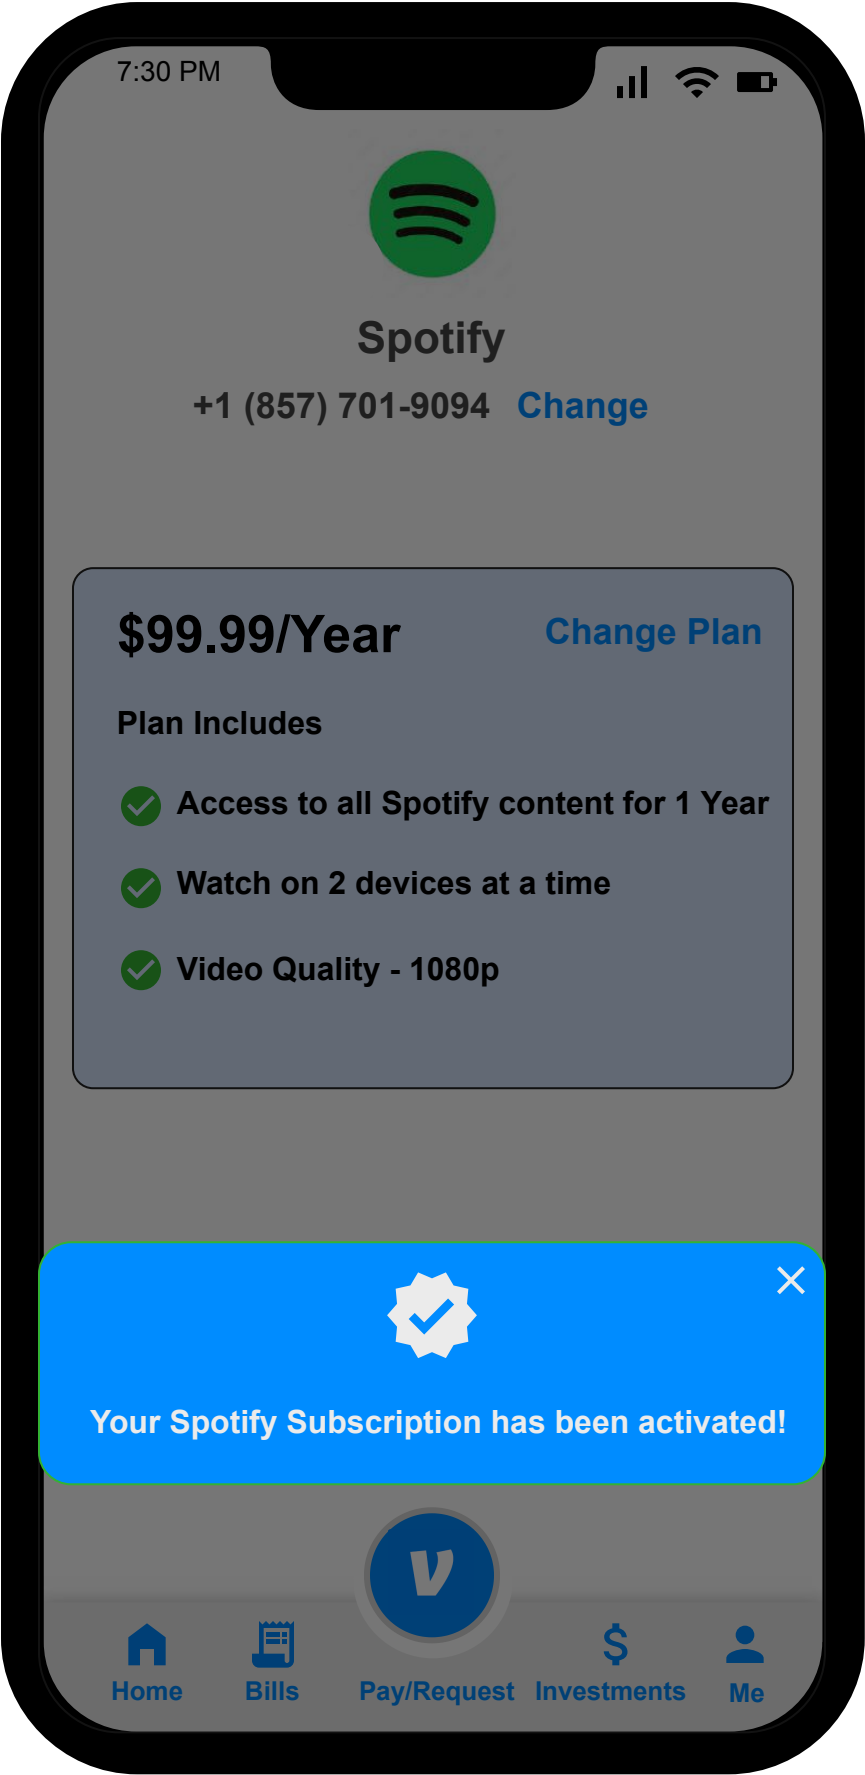 7:30 PM
Spotify
+1 (857) 701-9094 Change
$99.99/Year Change Plan
Plan Includes
Access to all Spotify content for 1 Year
Watch on 2 devices at a time
Video Quality - 1080p
Your Spotify Subscription has been activated!
v
Home Bills Pay/Request Investments Me